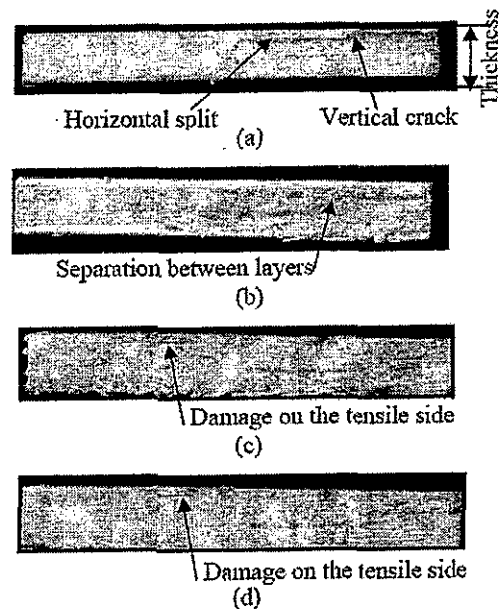 Thickness
Horizontal split
Vertical crack
(a)
Separation between layers
(b)
Damage ou the tensile side
(c)
Damage on the tensile side
(d)